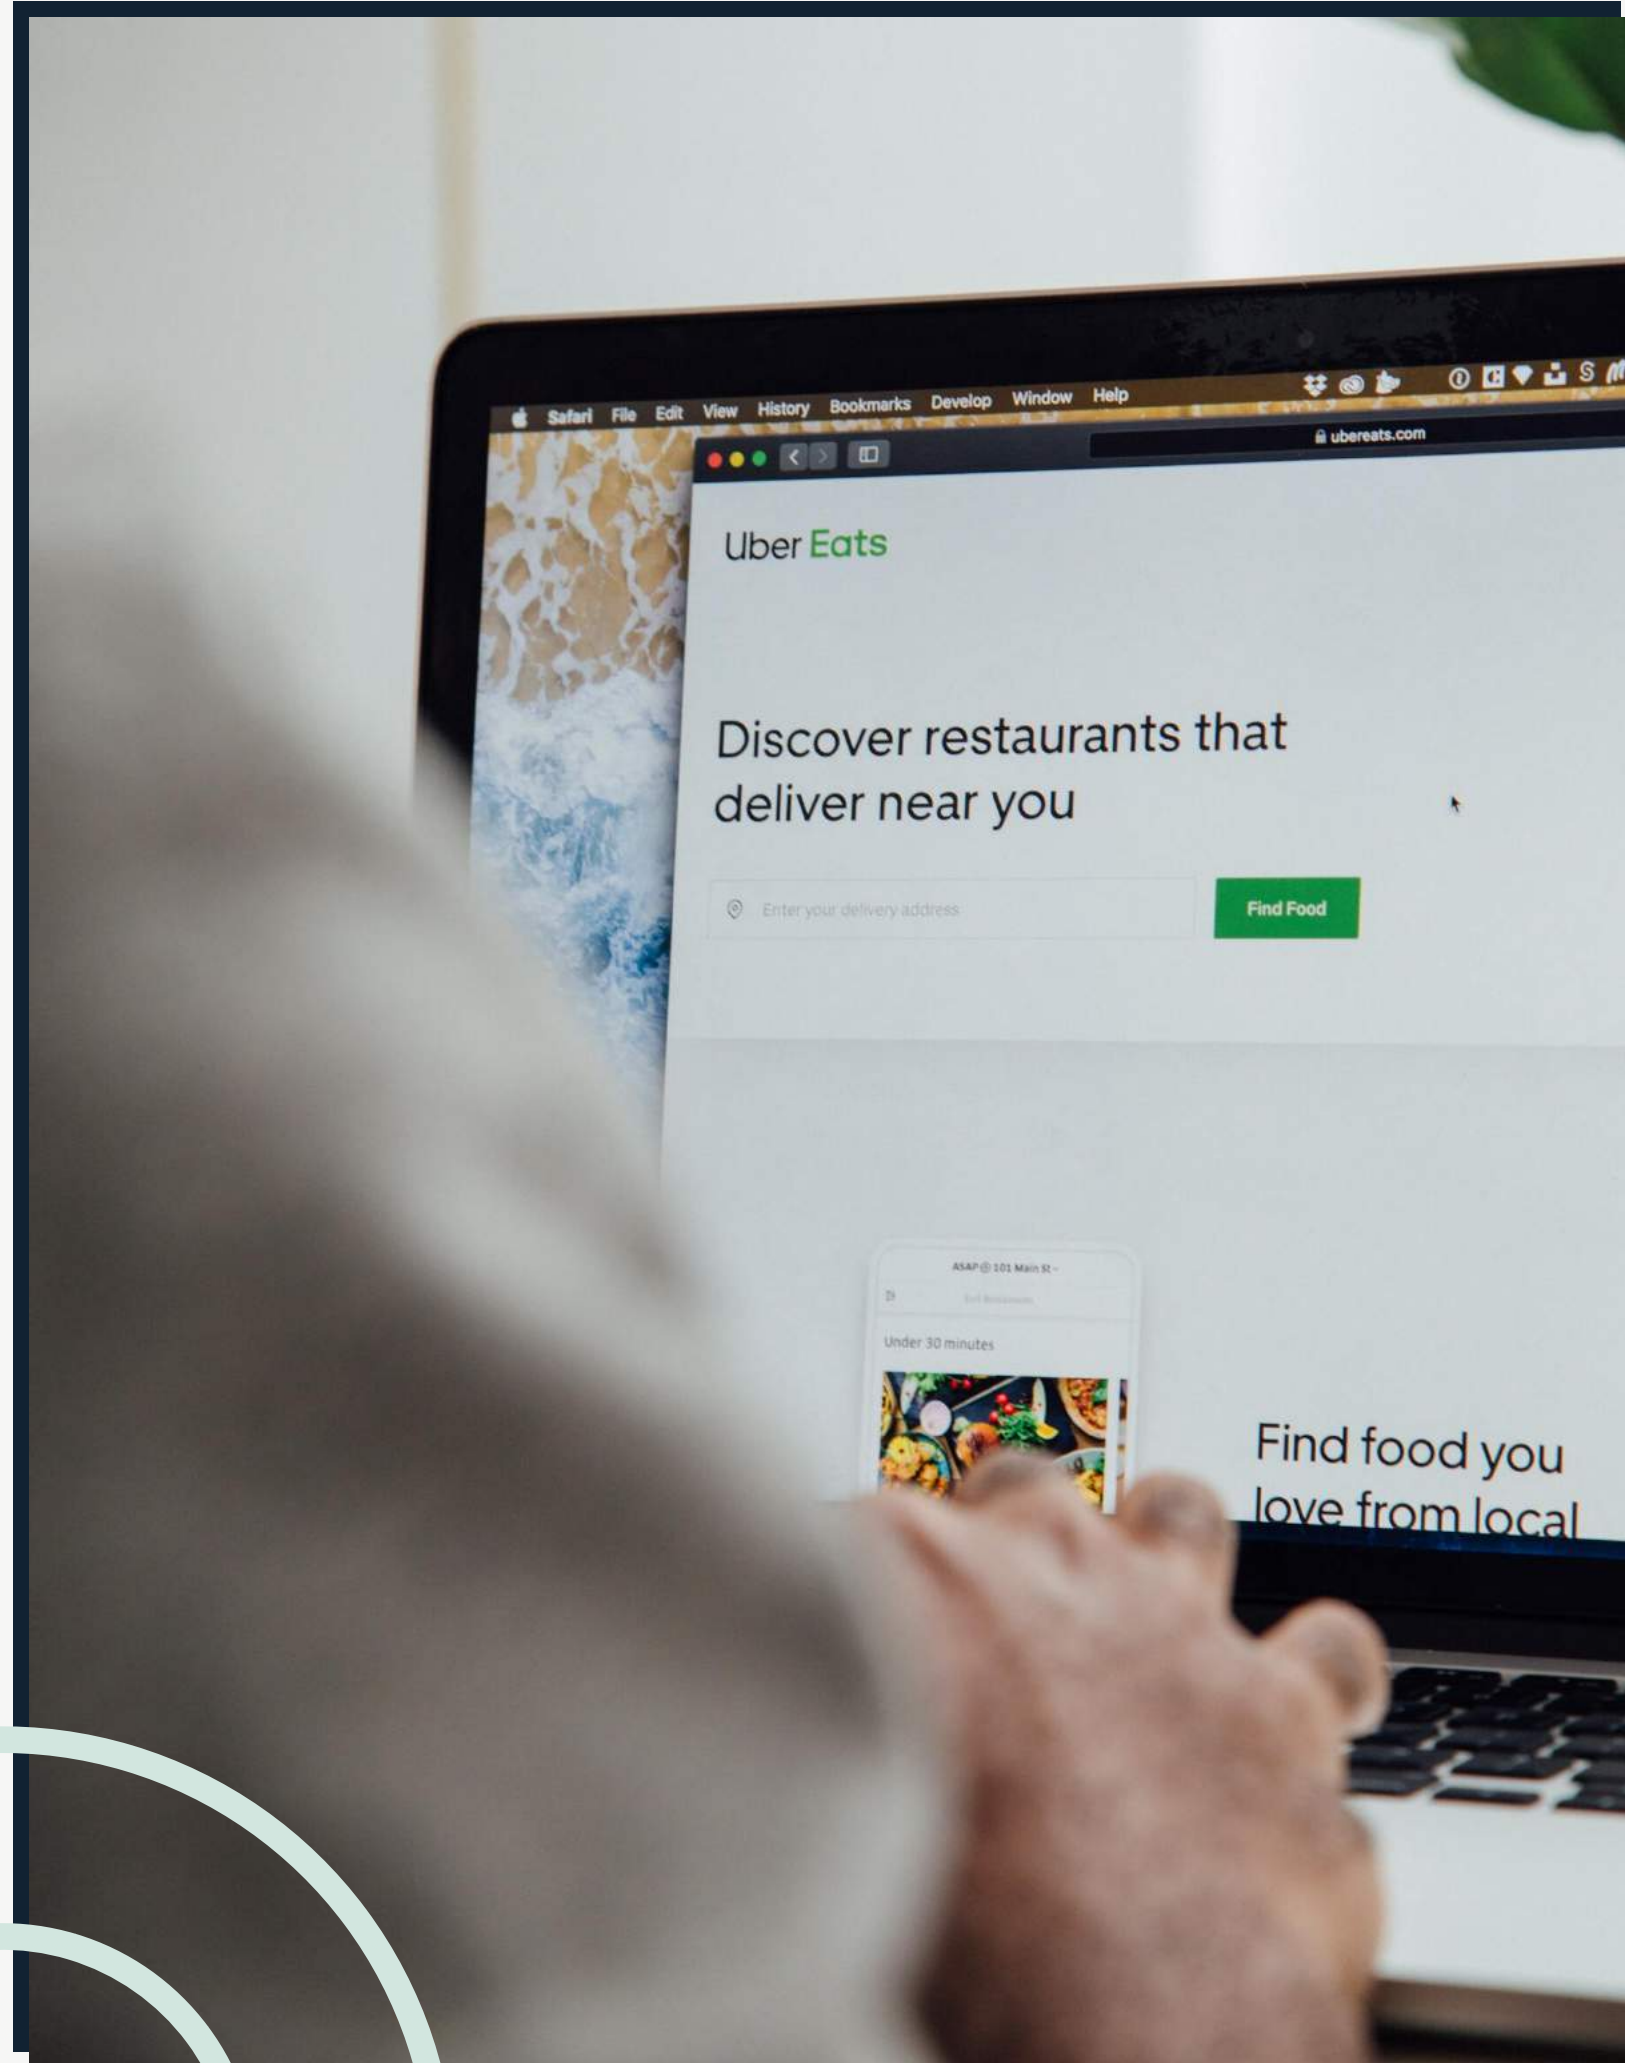 Safari File Edit View History Bookmarks Develop Window Help
ubereats.com
Uber Eats
Discover restaurants that
deliver near you
Enter your delivery address
Find Food
ASAP 101 Main St
Under 30 minutes
Find food you
love from local